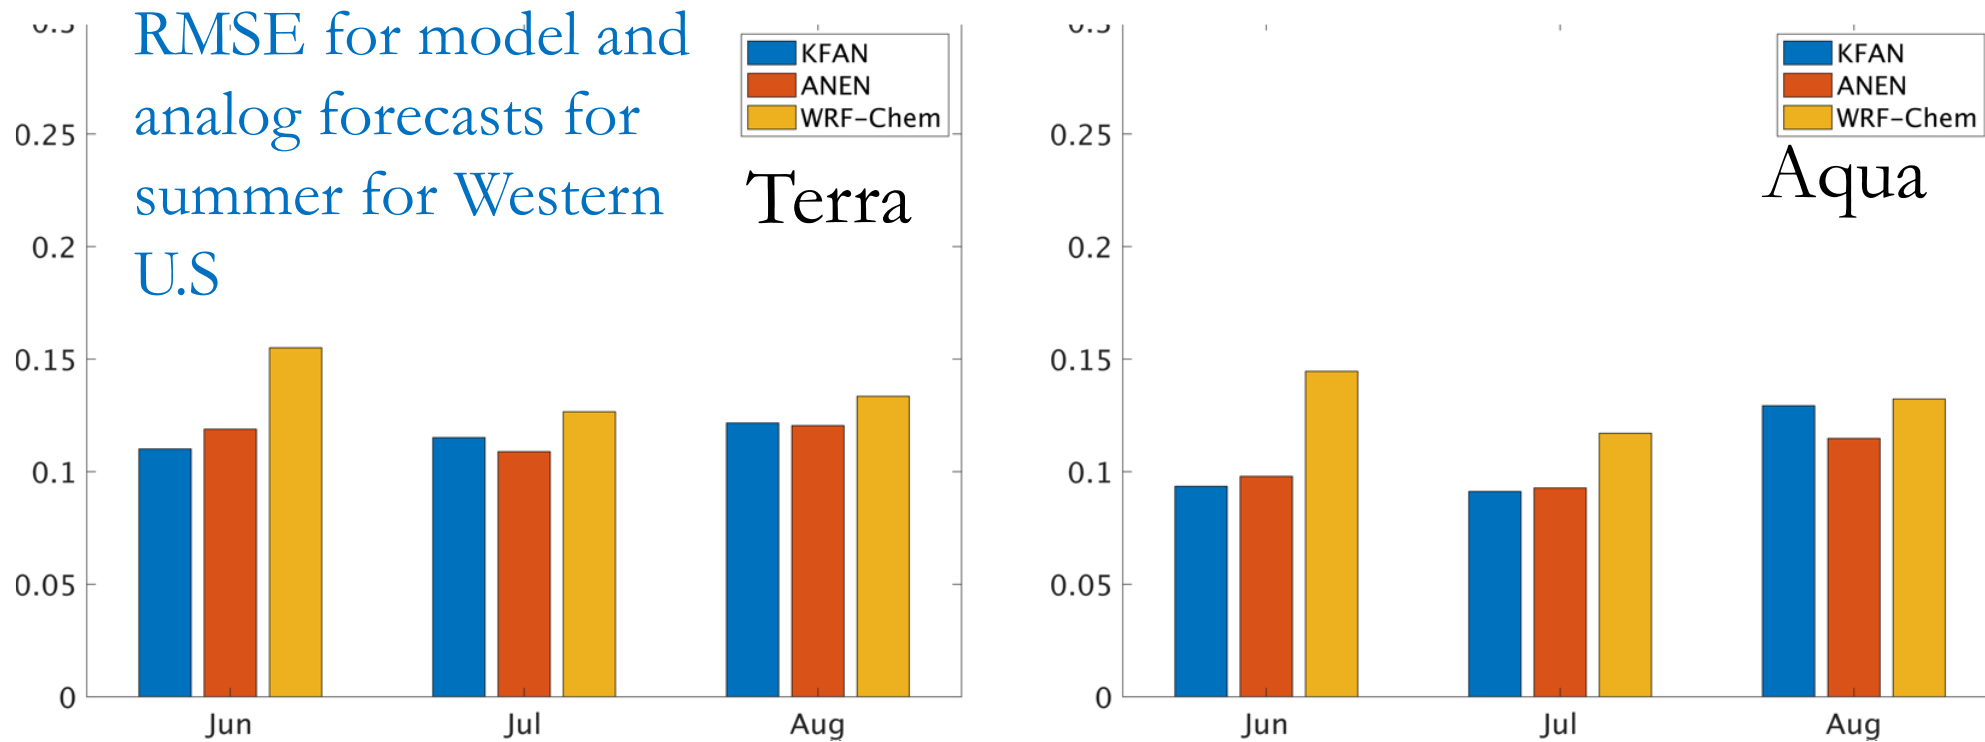 RMSE for model and
analog forecasts for
summer for Western
U.S
KFAN
ANEN
WRF-Chem
Terra
0.25
0.2
0.15
0.1
0.05
0
Jun
Jul
Aug
KFAN
ANEN
WRF-Chem
Aqua
0.25
0.2
0.15
0.1
0.05
0
Jun
Jul
Aug